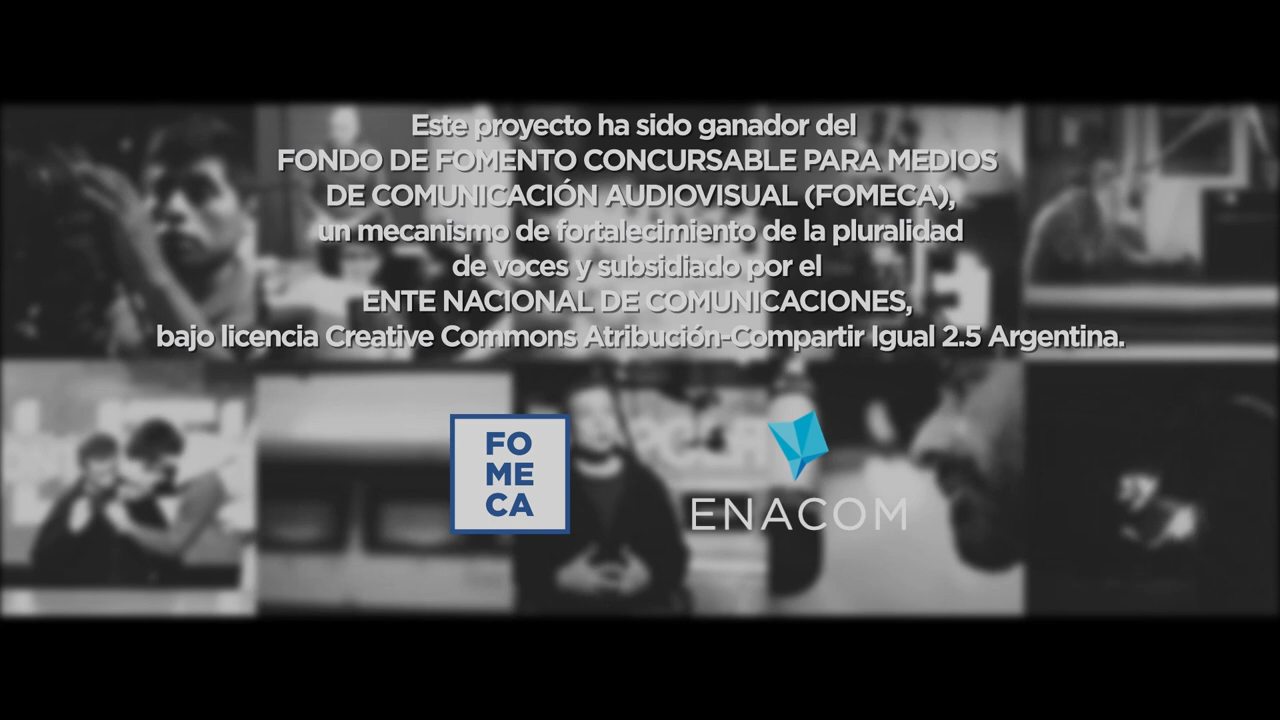 Este proyecto ha sido ganador del
FONDO DE FOMENTO CONCURSABLE PARA MEDIOS
DE COMUNICACIÓN AUDIOVISUAL (FOMECA),
un mecanismo de fortalecimiento de la pluralidad
de voces y subsidiado por el
ENTE NACIONAL DE COMUNICACIONES,
bajo licencia Creative Commons Atribución-Compartir Igual 2.5 Argentina.
FO
ME
CA
ENACOM